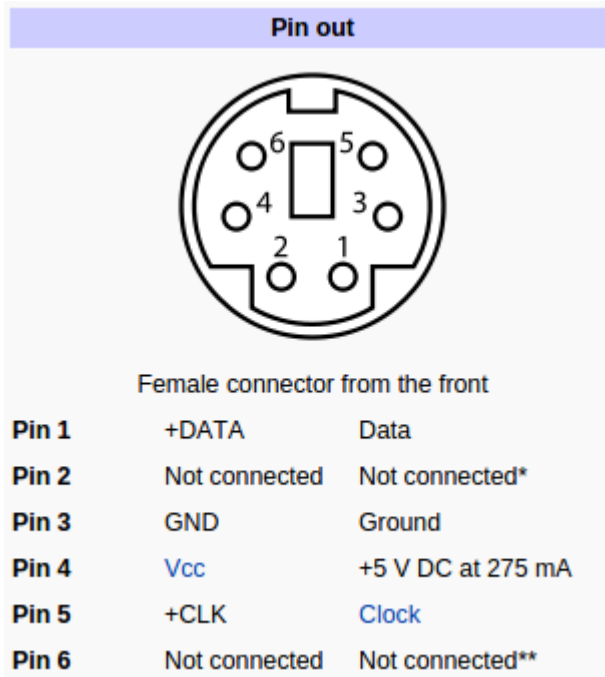 Pin out
6 5
4 3
2 1
Female connector from the front
Pin 1 +DATA Data
Pin 2 Not connected Not connected*
Pin 3 GND Ground
Pin 4 Vcc +5 V DC at 275 mA
Pin 5 +CLK Clock
Pin 6 Not connected Not connected**